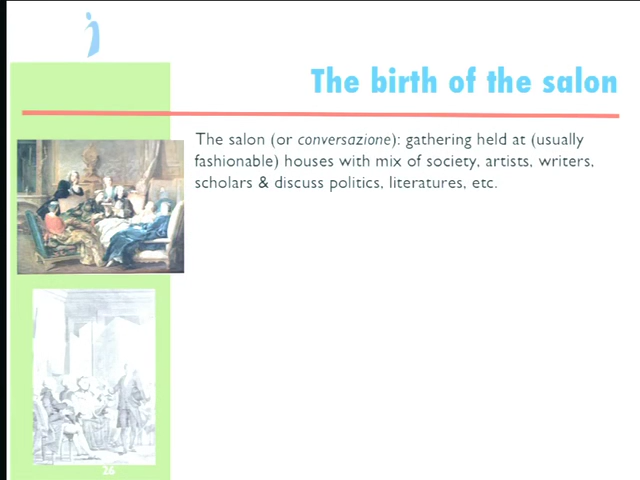 The birth of the salon
The salon (or conversazione): gathering held at (usually
fashionable) houses with mix of society, artists, writers,
scholars & discuss politics, literatures, etc.
26